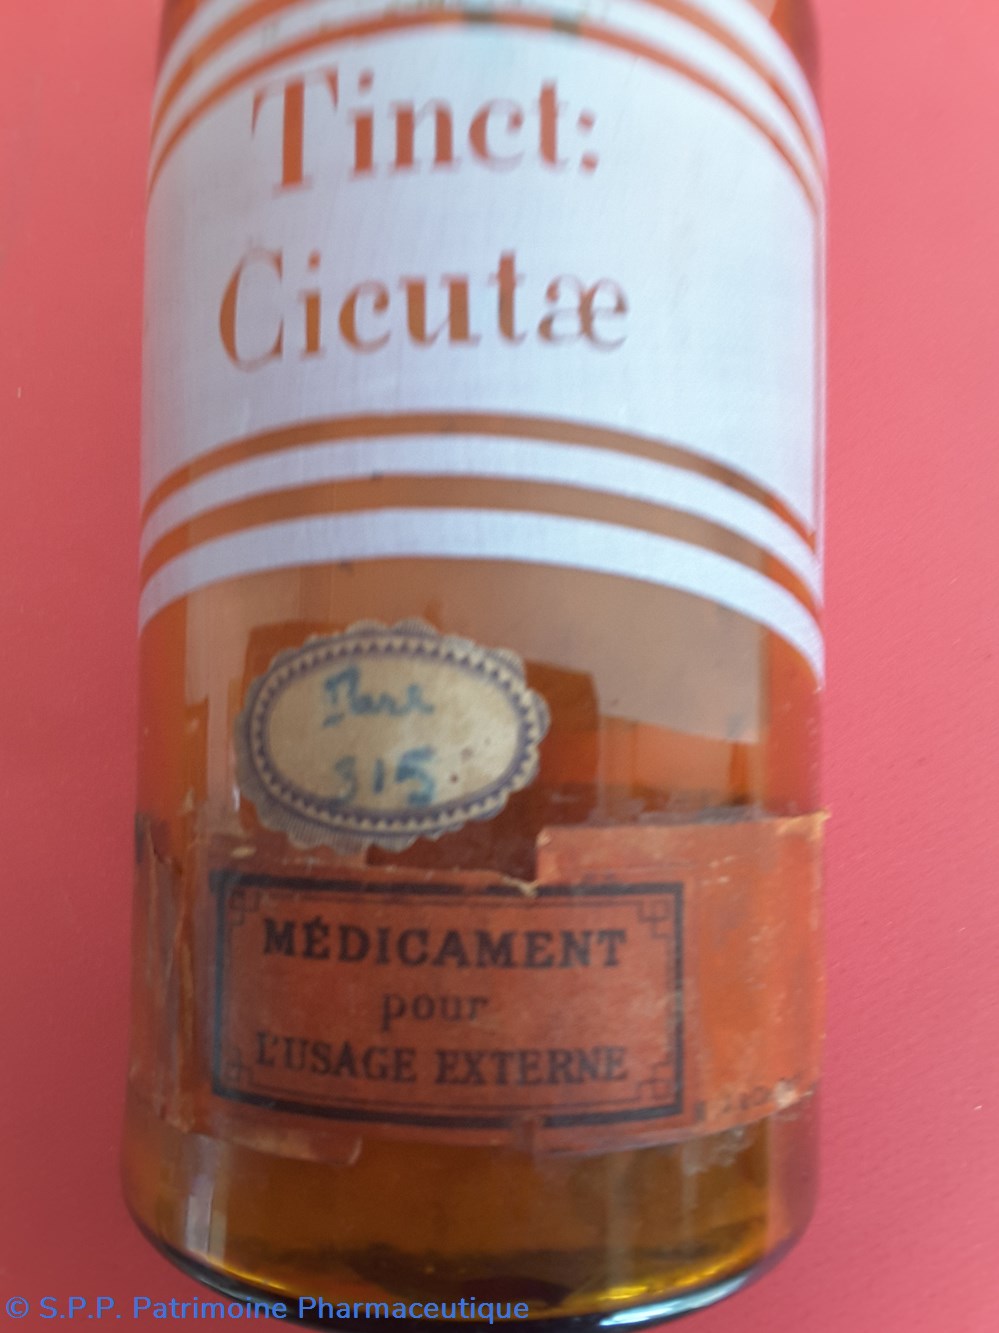 Tinct:
Cicutæ
315
MÉDICAMENT
pour
L'USAGE EXTERNE
© S.P.P. Patrimoine Pharmaceutique